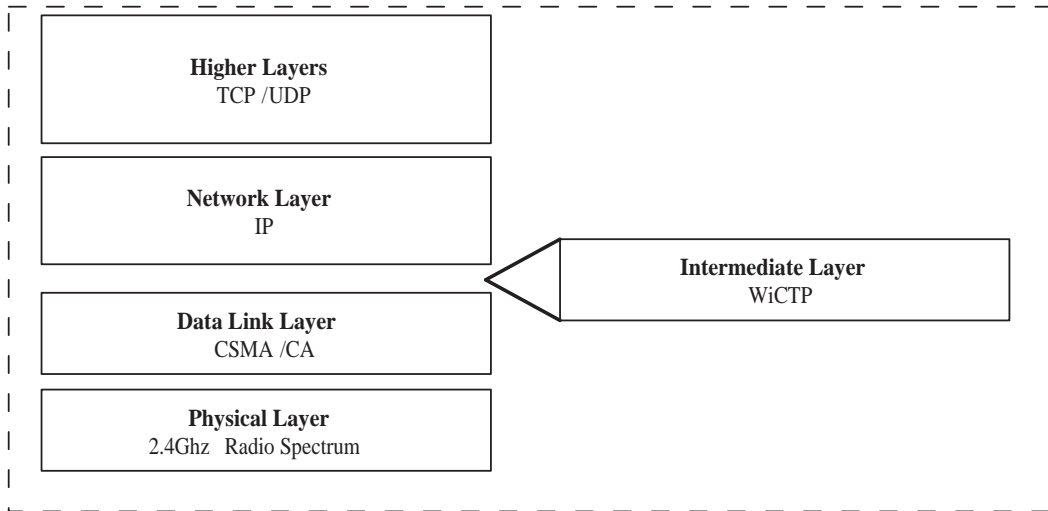 Higher Layers
TCP /UDP
Network Layer
IP
Intermediate Layer
WiCTP
Data Link Layer
CSMA /CA
Physical Layer
2.4Ghz Radio Spectrum